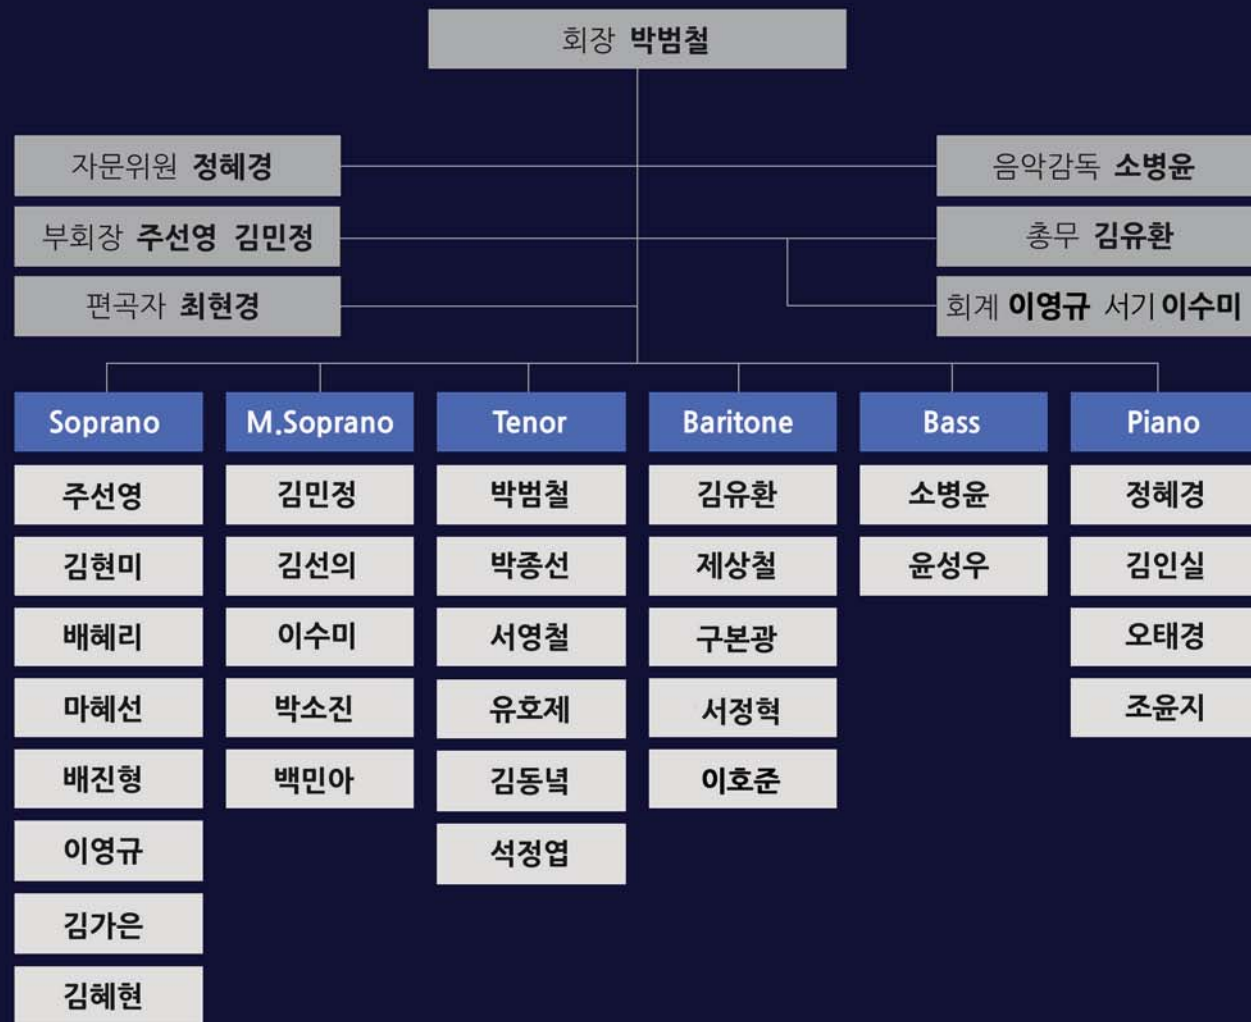 회장 박범철
자문위원 정혜경
음악감독 소병윤
부회장 주선영 김민정
총무 김유환
편곡자 최현경
회계 이영규 서기 이수미
Soprano
주선영
김현미
배혜리
마혜선
배진형
이영규
김가은
김혜현
M.Soprano
김민정
김선의
이수미
박소진
백민아
Tenor
박범철
박종선
서영철
유호제
김동녘
석정엽
Baritone
김유환
제상철
구본광
서정혁
이호준
Bass
소병윤
윤성우
Piano
정혜경
김인실
오태경
조윤지